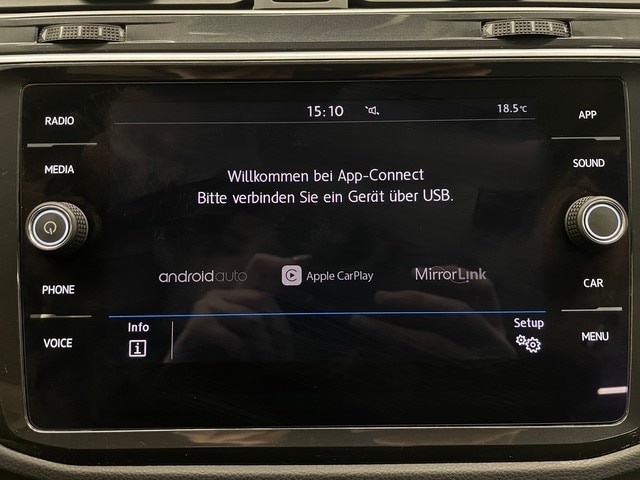 15:10
18.5°C
RADIO
APP
MEDIA
SOUND
Willkommen bei App-Connect
Bitte verbinden Sie ein Gerät über USB.
androidauto
Apple CarPlay
MirrorLink
PHONE
CAR
Info
Setup
VOICE
MENU